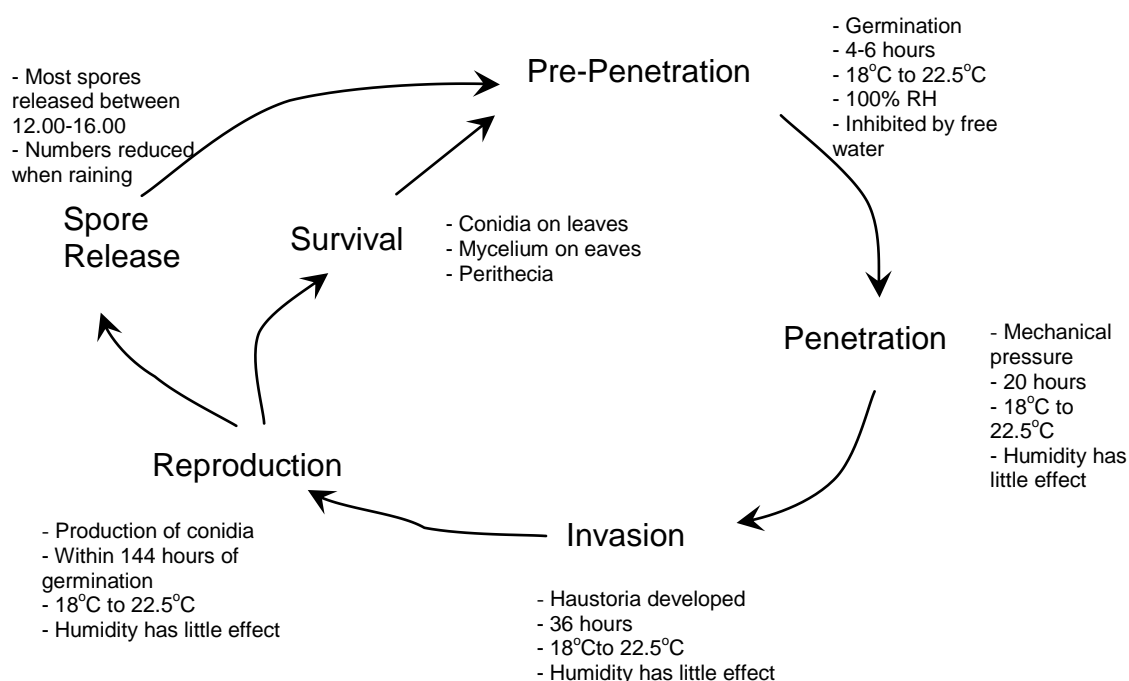 Pre-Penetration
- Germination
- 4-6 hours
- 18°C to 22.5°C
- 100% RH
- Inhibited by free
water
Penetration
- Mechanical
pressure
- 20 hours
- 18°C to
22.5°C
- Humidity has
little effect
Invasion
- Haustoria developed
- 36 hours
- 18°Cto 22.5°C
- Humidity has little effect
Reproduction
- Production of conidia
- Within 144 hours of
germination
- 18°C to 22.5°C
- Humidity has little effect
Spore
Release
- Most spores
released between
12.00-16.00
- Numbers reduced
when raining
Survival
- Conidia on leaves
- Mycelium on eaves
- Perithecia